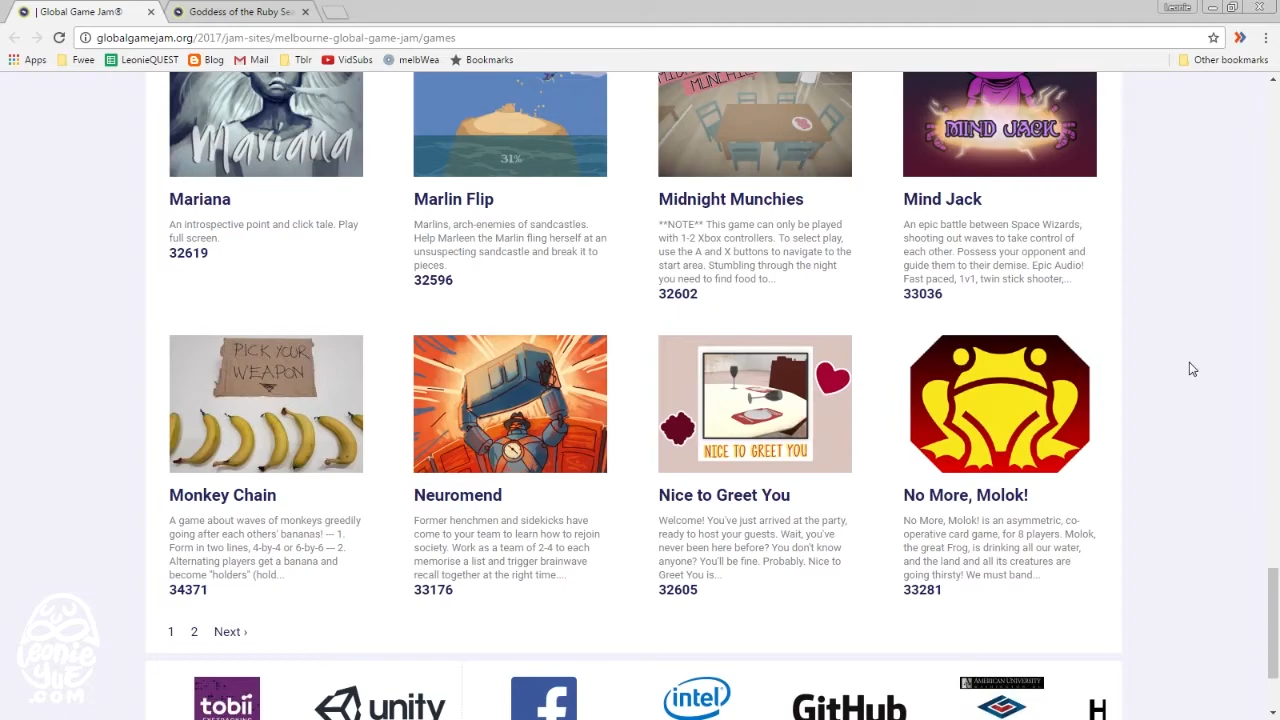 | Global Game Jam®
Goddess of the Ruby Se
Leonie
globalgamejam.org/2017/jam-sites/melbourne-global-game-jam/games
Apps
Fwee
LeonieQUEST
Blog
Mail
Tblr
VidSubs
melbWea
Bookmarks
Other bookmarks
Mariana
31%
MUNCHIES
MIND JACK
Mariana
An introspective point and click tale. Play
full screen.
32619
Marlin Flip
Marlins, arch-enemies of sandcastles.
Help Marleen the Marlin fling herself at an
unsuspecting sandcastle and break it to
pieces.
32596
Midnight Munchies
**NOTE** This game can only be played
with 1-2 Xbox controllers. To select play,
use the A and X buttons to navigate to the
start area. Stumbling through the night
you need to find food to...
32602
Mind Jack
An epic battle between Space Wizards,
shooting out waves to take control of
each other. Possess your opponent and
guide them to their demise. Epic Audio!
Fast paced, 1v1, twin stick shooter,...
33036
PICK YOUR
WEAPON
NICE TO GREET YOU
Monkey Chain
A game about waves of monkeys greedily
going after each others' bananas! --- 1.
Form in two lines, 4-by-4 or 6-by-6 --- 2.
Alternating players get a banana and
become "holders" (hold...
34371
Neuromend
Former henchmen and sidekicks have
come to your team to learn how to rejoin
society. Work as a team of 2-4 to each
memorise a list and trigger brainwave
recall together at the right time....
33176
Nice to Greet You
Welcome! You've just arrived at the party,
ready to host your guests. Wait, you've
never been here before? You don't know
anyone? You'll be fine. Probably. Nice to
Greet You is...
32605
No More, Molok!
No More, Molok! is an asymmetric, co-
operative card game, for 8 players. Molok,
the great Frog, is drinking all our water,
and the land and all its creatures are
going thirsty! We must band...
33281
1 2 Next ›
leonie
yue
.com
tobii
unity
intel
GitHub
AMERICAN UNIVERSITY
H